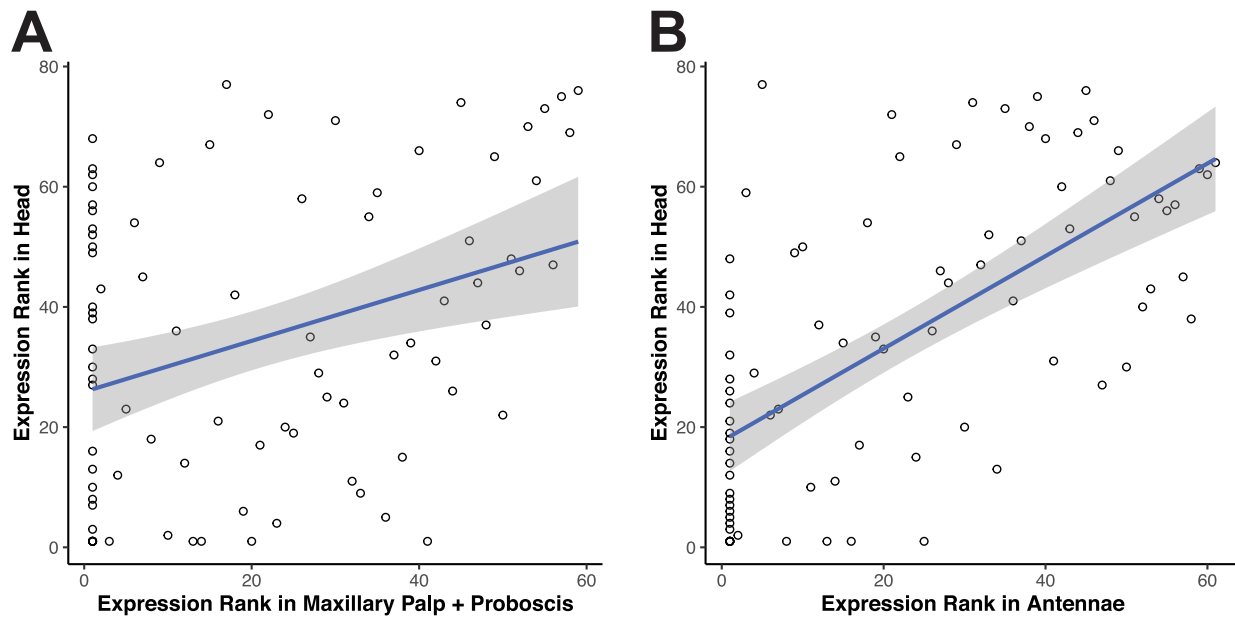 A
Expression Rank in Head
80
60
40
20
0
0 20 40 60
Expression Rank in Maxillary Palp + Proboscis
B
Expression Rank in Head
80
60
40
20
0
0 20 40 60
Expression Rank in Antennae